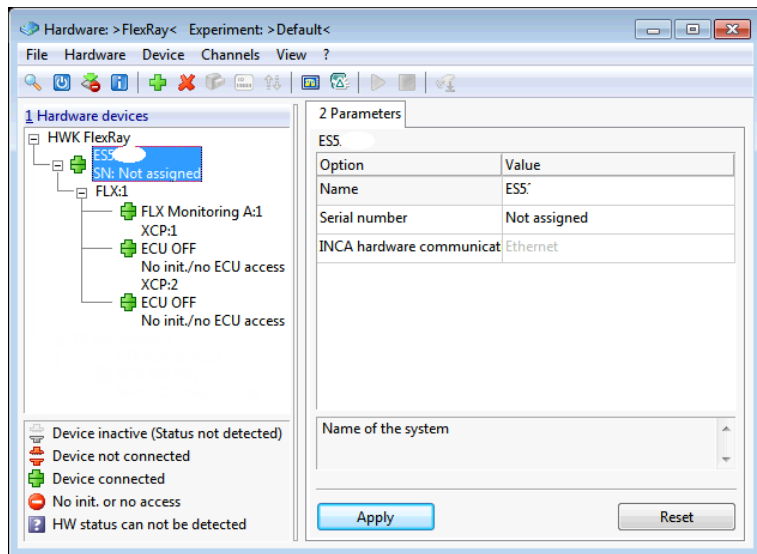 Hardware: >FlexRay<   Experiment: >Default<
File   Hardware   Device   Channels   View   ?
1 Hardware devices
HWK FlexRay
ES5
SN: Not assigned
FLX:1
FLX Monitoring A:1
XCP:1
ECU OFF
No init./no ECU access
XCP:2
ECU OFF
No init./no ECU access
Device inactive (Status not detected)
Device not connected
Device connected
No init. or no access
HW status can not be detected
2 Parameters
ES5
Option   Value
Name   ES5
Serial number   Not assigned
INCA hardware communicat   Ethernet
Name of the system
Apply   Reset